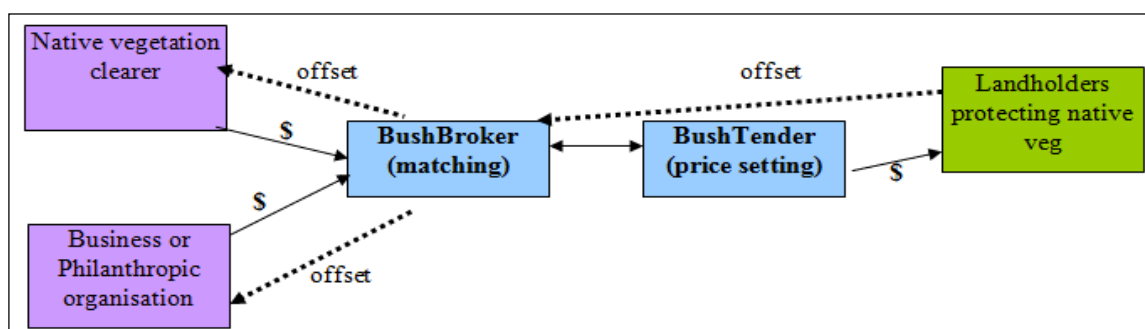 Native vegetation
clearer
offset
offset
Landholders
protecting native
veg
$
BushBroker
(matching)
BushTender
(price setting)
$
$
Business or
Philanthropic
organisation
offset